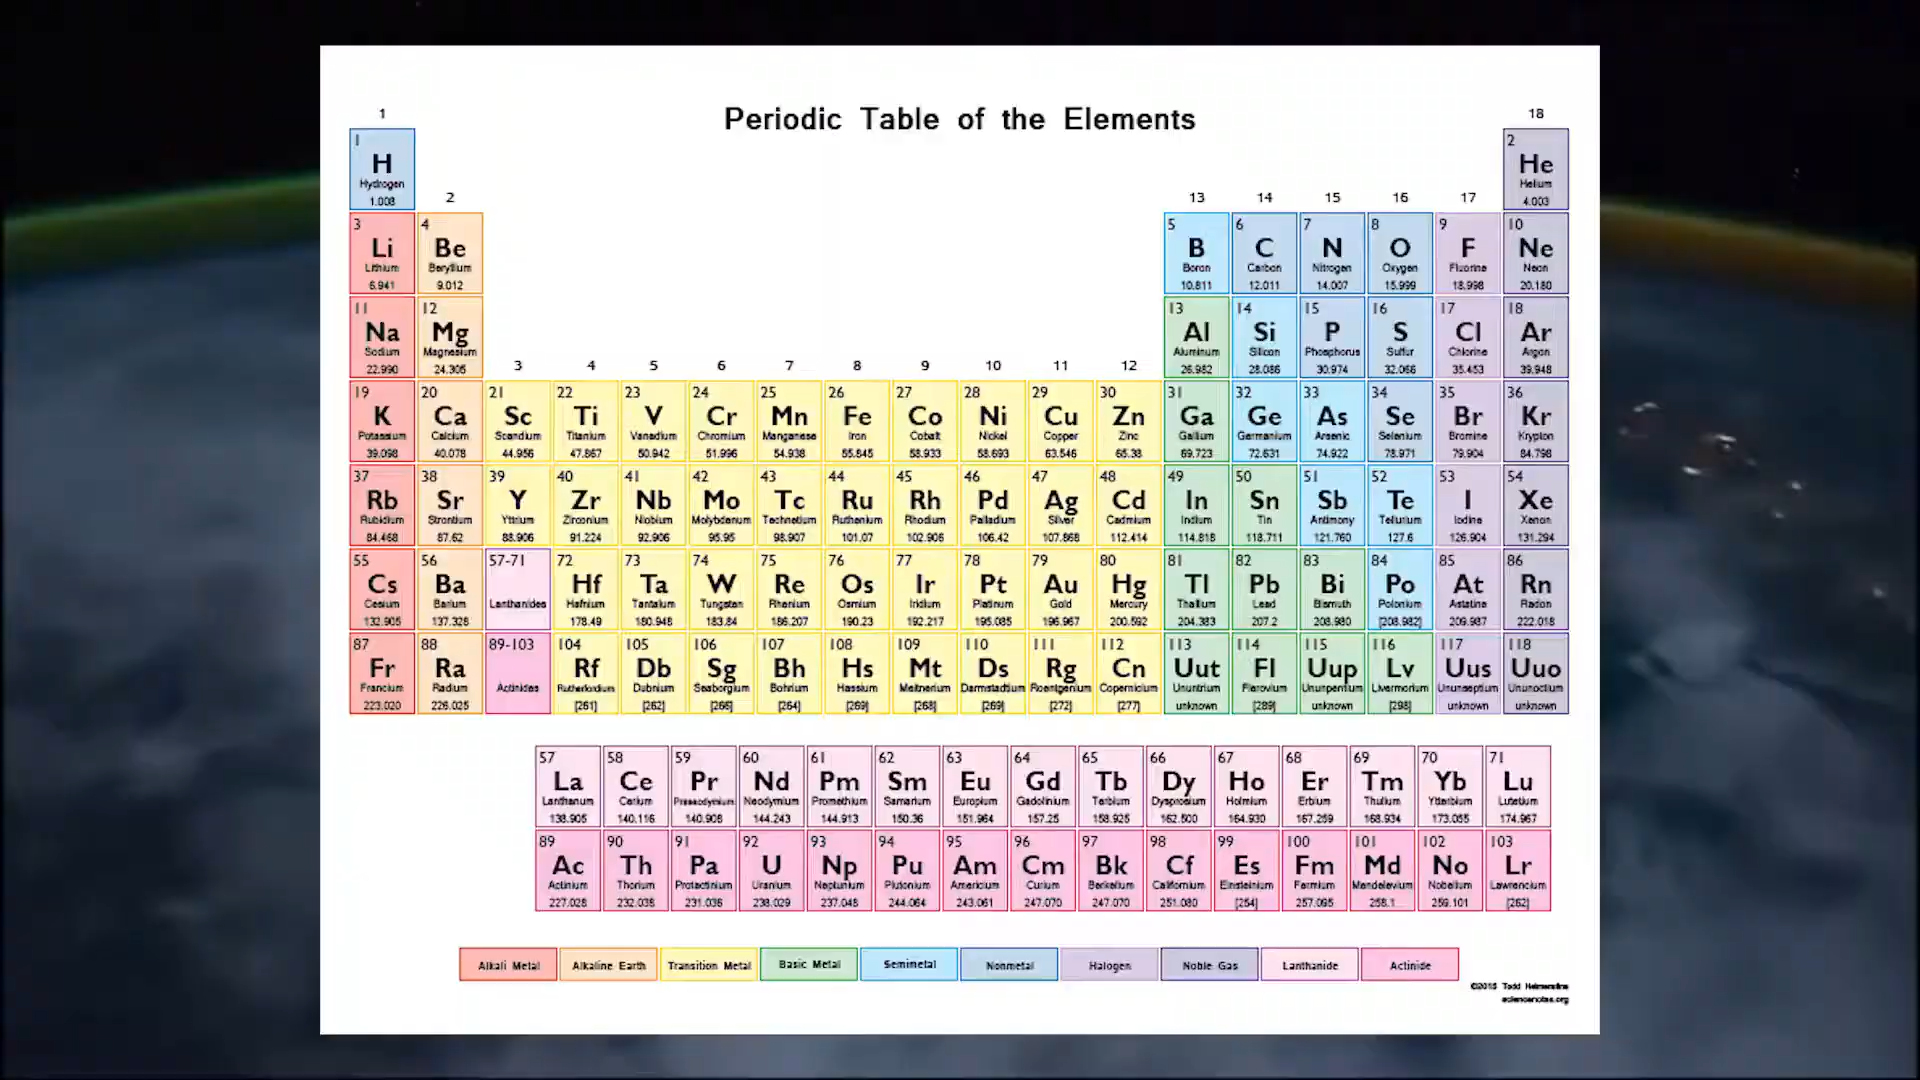 Periodic Table of the Elements
1 18
1 2
H He
Hydrogen Helium
1.008 4.003
2 13 14 15 16 17
3 4 5 6 7 8 9 10
Li Be B C N O F Ne
Lithium Beryllium Boron Carbon Nitrogen Oxygen Fluorine Neon
6.941 9.012 10.811 12.011 14.007 15.999 18.998 20.180
11 12 13 14 15 16 17 18
Na Mg Al Si P S Cl Ar
Sodium Magnesium Aluminum Silicon Phosphorus Sulfur Chlorine Argon
22.990 24.305 26.982 28.086 30.974 32.066 35.453 39.948
3 4 5 6 7 8 9 10 11 12
19 20 21 22 23 24 25 26 27 28 29 30 31 32 33 34 35 36
K Ca Sc Ti V Cr Mn Fe Co Ni Cu Zn Ga Ge As Se Br Kr
Potassium Calcium Scandium Titanium Vanadium Chromium Manganese Iron Cobalt Nickel Copper Zinc Gallium Germanium Arsenic Selenium Bromine Krypton
39.098 40.078 44.956 47.867 50.942 51.996 54.938 55.845 58.933 58.693 63.546 65.38 69.723 72.631 74.922 78.971 79.904 84.798
37 38 39 40 41 42 43 44 45 46 47 48 49 50 51 52 53 54
Rb Sr Y Zr Nb Mo Tc Ru Rh Pd Ag Cd In Sn Sb Te I Xe
Rubidium Strontium Yttrium Zirconium Niobium Molybdenum Technetium Ruthenium Rhodium Palladium Silver Cadmium Indium Tin Antimony Tellurium Iodine Xenon
84.468 87.62 88.906 91.224 92.906 95.95 98.907 101.07 102.906 106.42 107.868 112.414 114.818 118.711 121.760 127.6 126.904 131.294
55 56 57-71 72 73 74 75 76 77 78 79 80 81 82 83 84 85 86
Cs Ba Hf Ta W Re Os Ir Pt Au Hg Tl Pb Bi Po At Rn
Cesium Barium Lanthanides Hafnium Tantalum Tungsten Rhenium Osmium Iridium Platinum Gold Mercury Thallium Lead Bismuth Polonium Astatine Radon
132.905 137.328 178.49 180.948 183.84 186.207 190.23 192.217 195.085 196.967 200.592 204.383 207.2 208.980 [208.982] 209.987 222.018
87 88 89-103 104 105 106 107 108 109 110 111 112 113 114 115 116 117 118
Fr Ra Rf Db Sg Bh Hs Mt Ds Rg Cn Uut Fl Uup Lv Uus Uuo
Francium Radium Actinides Rutherfordium Dubnium Seaborgium Bohrium Hassium Meitnerium Darmstadtium Roentgenium Copernicium Ununtrium Flerovium Ununpentium Livermorium Ununseptium Ununoctium
223.020 226.025 [261] [262] [266] [264] [269] [268] [269] [272] [277] unknown [289] unknown [298] unknown unknown
57 58 59 60 61 62 63 64 65 66 67 68 69 70 71
La Ce Pr Nd Pm Sm Eu Gd Tb Dy Ho Er Tm Yb Lu
Lanthanum Cerium Praseodymium Neodymium Promethium Samarium Europium Gadolinium Terbium Dysprosium Holmium Erbium Thulium Ytterbium Lutetium
138.905 140.116 140.908 144.243 144.913 150.36 151.964 157.25 158.925 162.500 164.930 167.259 168.934 173.055 174.967
89 90 91 92 93 94 95 96 97 98 99 100 101 102 103
Ac Th Pa U Np Pu Am Cm Bk Cf Es Fm Md No Lr
Actinium Thorium Protactinium Uranium Neptunium Plutonium Americium Curium Berkelium Californium Einsteinium Fermium Mendelevium Nobelium Lawrencium
227.028 232.038 231.036 238.029 237.048 244.064 243.061 247.070 247.070 251.080 [254] 257.095 258.1 259.101 [262]
Alkali Metal Alkaline Earth Transition Metal Basic Metal Semimetal Nonmetal Halogen Noble Gas Lanthanide Actinide
©2015 Todd Helmenstine
sciencenotes.org